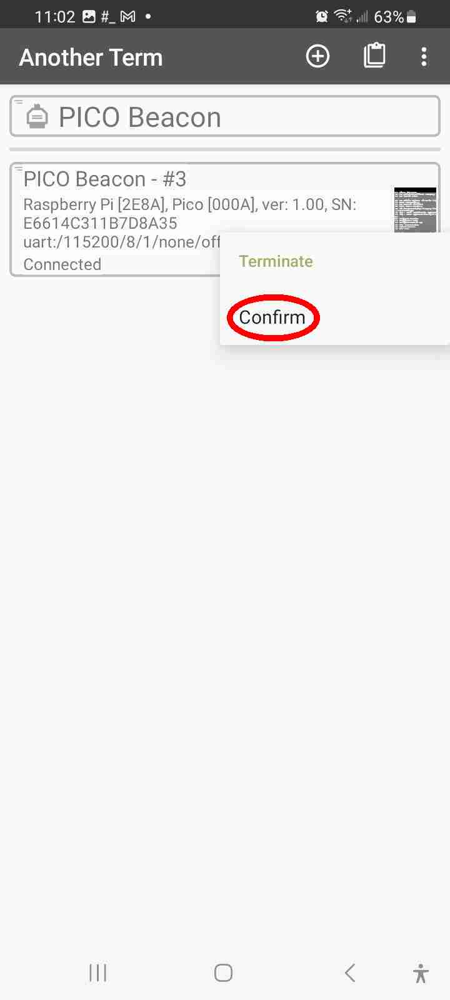 11:02 #_ 63%
Another Term
PICO Beacon
PICO Beacon - #3
Raspberry Pi [2E8A], Pico [000A], ver: 1.00, SN:
E6614C311B7D8A35
uart:/115200/8/1/none/off
Connected
Terminate
Confirm